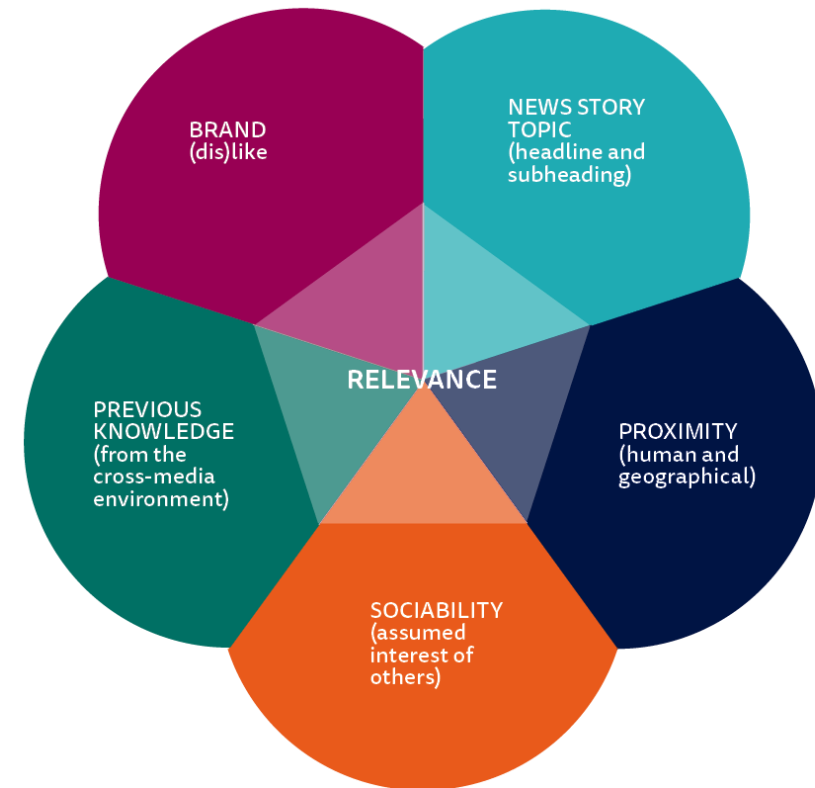 BRAND
(dis)like
NEWS STORY
TOPIC
(headline and
subheading)
RELEVANCE
PREVIOUS
KNOWLEDGE
(from the
cross-media
environment)
PROXIMITY
(human and
geographical)
SOCIABILITY
(assumed
interest of
others)